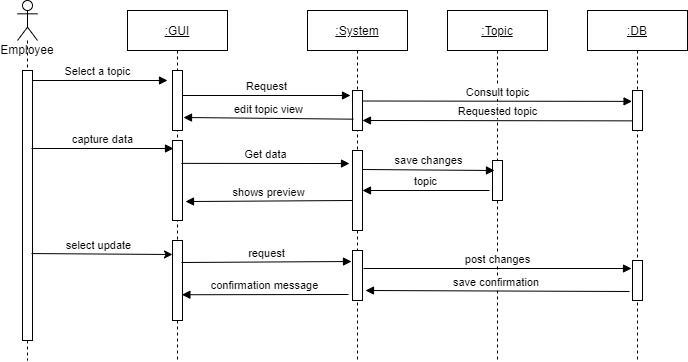 Employee
:GUI
:System
:Topic
:DB
Select a topic
Request
Consult topic
edit topic view
Requested topic
capture data
Get data
save changes
topic
shows preview
select update
request
post changes
confirmation message
save confirmation